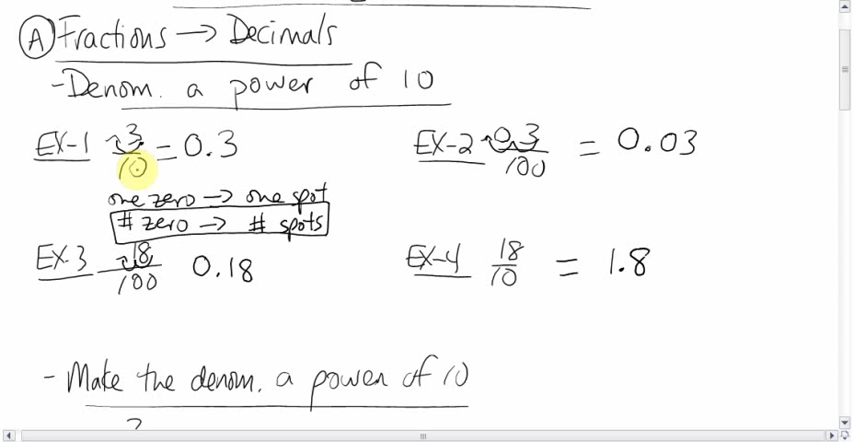 (A) Fractions → Decimals
- Denom. a power of 10
EX-1 3/10 = 0.3
EX-2 03/100 = 0.03
one zero → one spot
# zero → # spots
EX-3 18/100 0.18
EX-4 18/10 = 1.8
- Make the denom. a power of 10